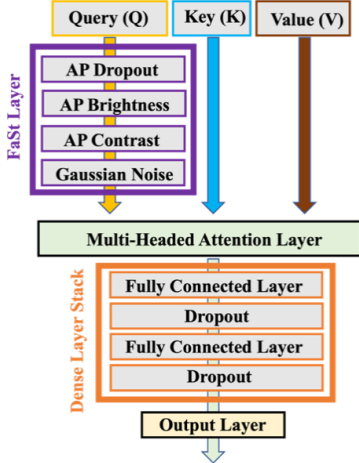 Query (Q)
Key (K)
Value (V)
FaSt Layer
AP Dropout
AP Brightness
AP Contrast
Gaussian Noise
Multi-Headed Attention Layer
Dense Layer Stack
Fully Connected Layer
Dropout
Fully Connected Layer
Dropout
Output Layer